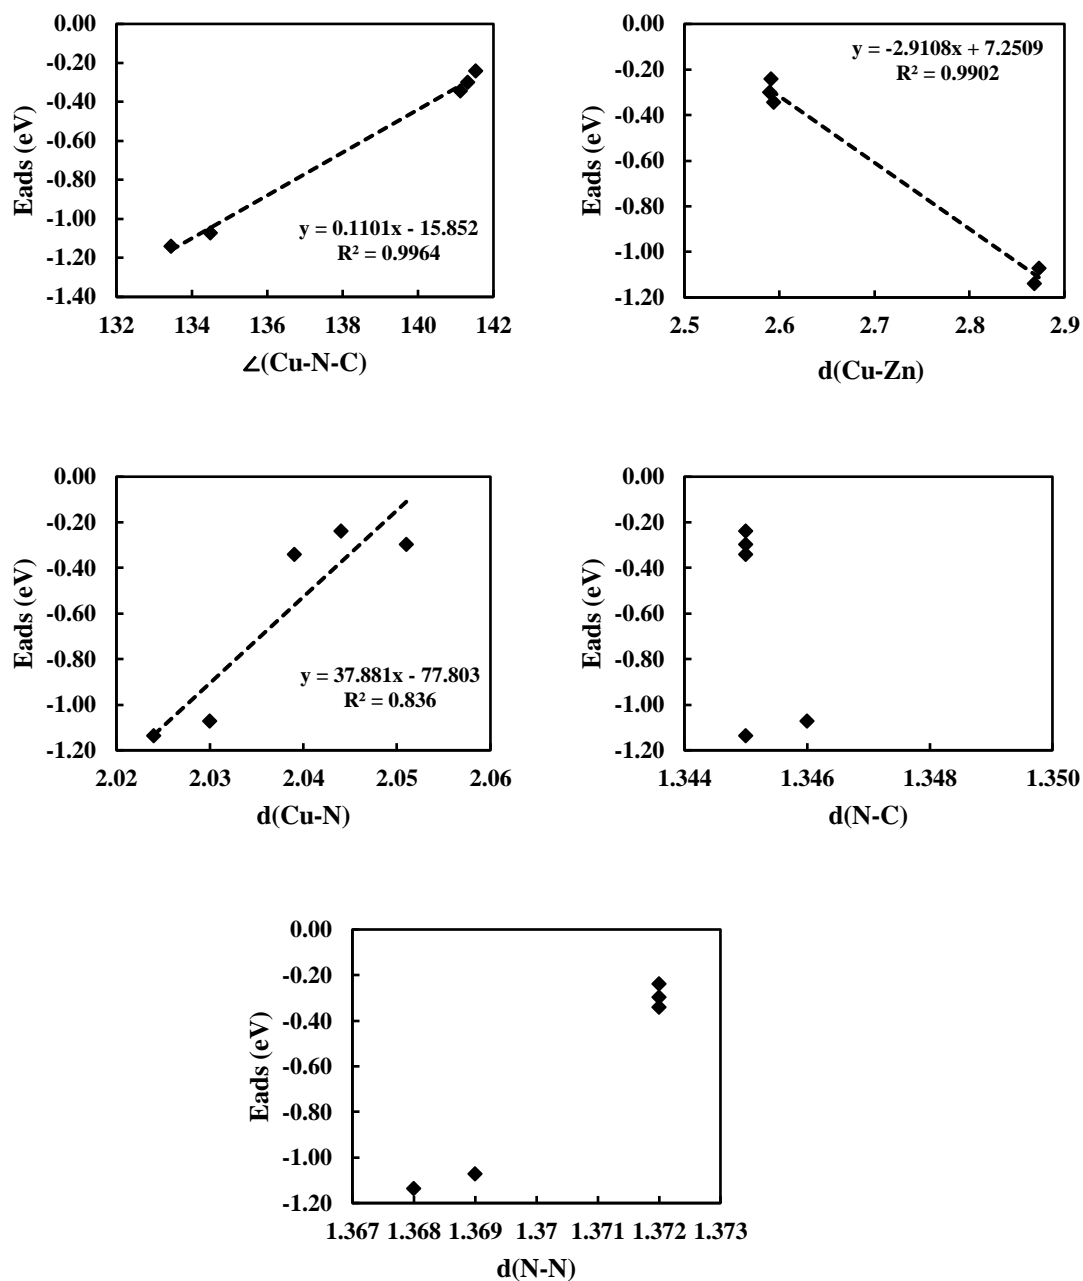 0.00
-0.20
-0.40
-0.60
-0.80
-1.00
-1.20
-1.40
Eads (eV)
y = 0.1101x - 15.852
R² = 0.9964
132 134 136 138 140 142
∠(Cu-N-C)
0.00
-0.20
-0.40
-0.60
-0.80
-1.00
-1.20
Eads (eV)
y = -2.9108x + 7.2509
R² = 0.9902
2.5 2.6 2.7 2.8 2.9
d(Cu-Zn)
0.00
-0.20
-0.40
-0.60
-0.80
-1.00
-1.20
Eads (eV)
y = 37.881x - 77.803
R² = 0.836
2.02 2.03 2.04 2.05 2.06
d(Cu-N)
0.00
-0.20
-0.40
-0.60
-0.80
-1.00
-1.20
Eads (eV)
1.344 1.346 1.348 1.350
d(N-C)
0.00
-0.20
-0.40
-0.60
-0.80
-1.00
-1.20
Eads (eV)
1.367 1.368 1.369 1.37 1.371 1.372 1.373
d(N-N)